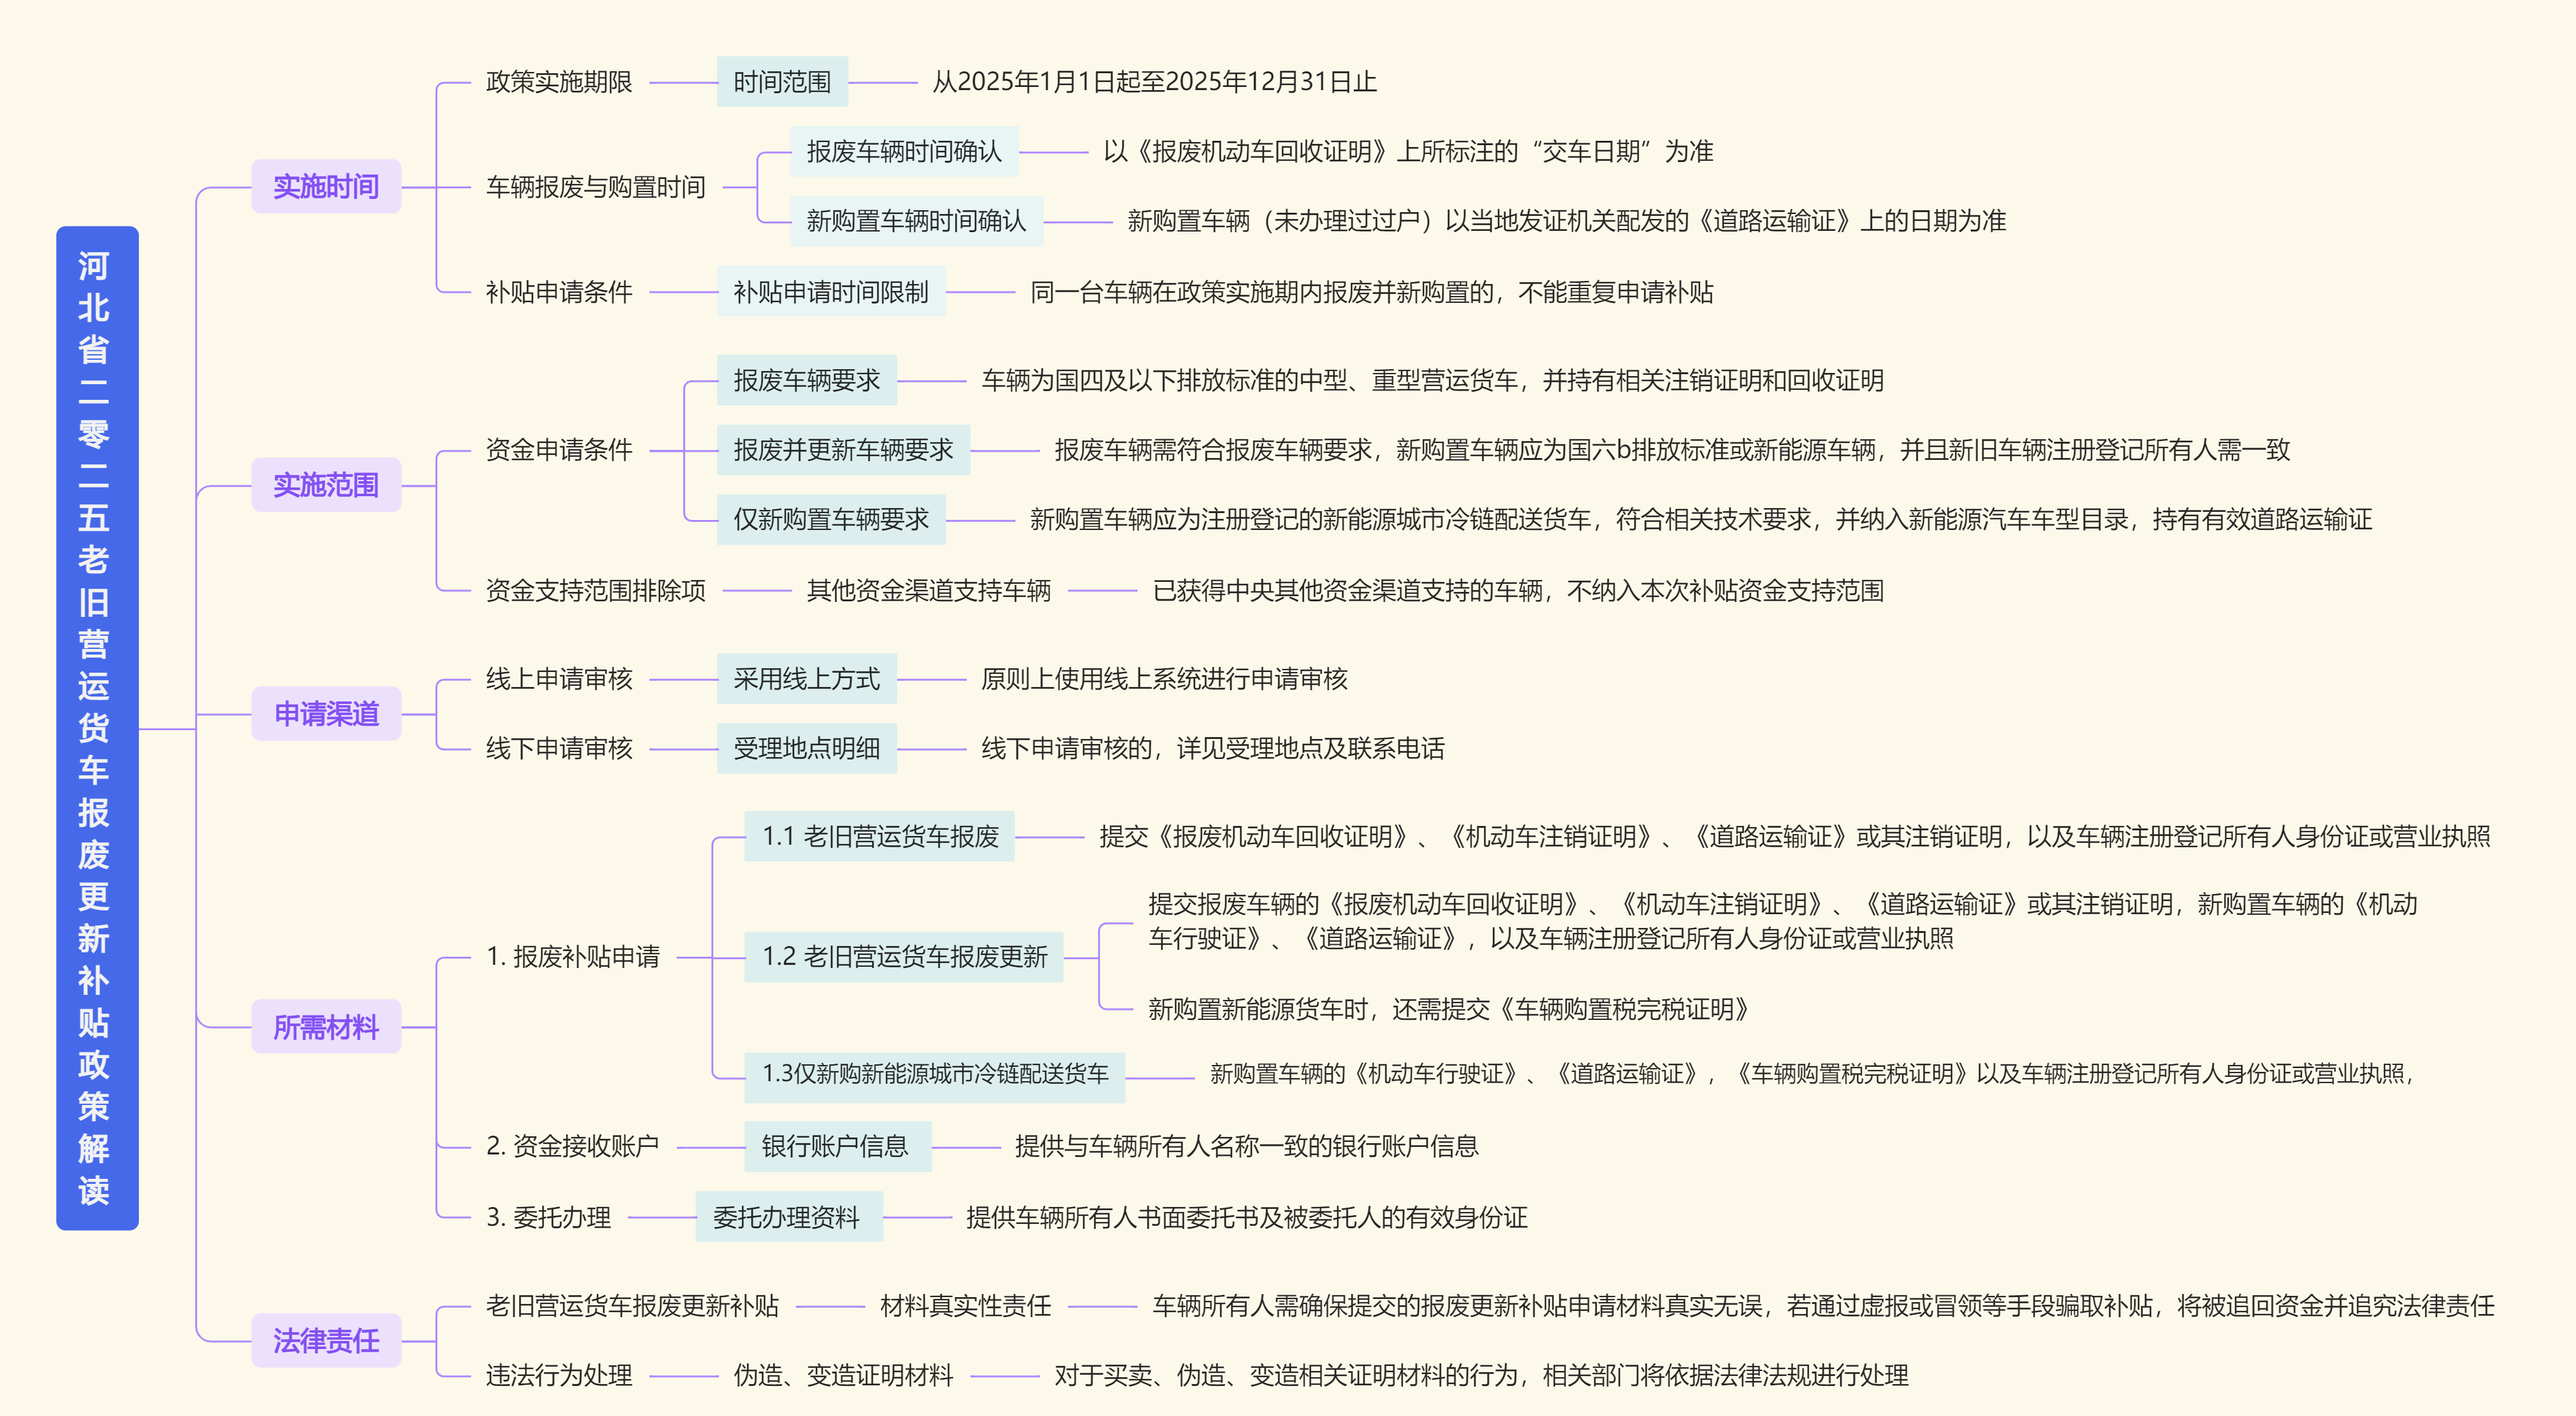 河北省二零二五老旧营运货车报废更新补贴政策解读
实施时间
政策实施期限
时间范围
从2025年1月1日起至2025年12月31日止
车辆报废与购置时间
报废车辆时间确认
以《报废机动车回收证明》上所标注的“交车日期”为准
新购置车辆时间确认
新购置车辆（未办理过过户）以当地发证机关配发的《道路运输证》上的日期为准
补贴申请条件
补贴申请时间限制
同一台车辆在政策实施期内报废并新购置的，不能重复申请补贴
实施范围
资金申请条件
报废车辆要求
车辆为国四及以下排放标准的中型、重型营运货车，并持有相关注销证明和回收证明
报废并更新车辆要求
报废车辆需符合报废车辆要求，新购置车辆应为国六b排放标准或新能源车辆，并且新旧车辆注册登记所有人需一致
仅新购置车辆要求
新购置车辆应为注册登记的新能源城市冷链配送货车，符合相关技术要求，并纳入新能源汽车车型目录，持有有效道路运输证
资金支持范围排除项
其他资金渠道支持车辆
已获得中央其他资金渠道支持的车辆，不纳入本次补贴资金支持范围
申请渠道
线上申请审核
采用线上方式
原则上使用线上系统进行申请审核
线下申请审核
受理地点明细
线下申请审核的，详见受理地点及联系电话
所需材料
1. 报废补贴申请
1.1 老旧营运货车报废
提交《报废机动车回收证明》、《机动车注销证明》、《道路运输证》或其注销证明，以及车辆注册登记所有人身份证或营业执照
1.2 老旧营运货车报废更新
提交报废车辆的《报废机动车回收证明》、《机动车注销证明》、《道路运输证》或其注销证明，新购置车辆的《机动
车行驶证》、《道路运输证》，以及车辆注册登记所有人身份证或营业执照
新购置新能源货车时，还需提交《车辆购置税完税证明》
1.3仅新购新能源城市冷链配送货车
新购置车辆的《机动车行驶证》、《道路运输证》，《车辆购置税完税证明》以及车辆注册登记所有人身份证或营业执照，
2. 资金接收账户
银行账户信息
提供与车辆所有人名称一致的银行账户信息
3. 委托办理
委托办理资料
提供车辆所有人书面委托书及被委托人的有效身份证
法律责任
老旧营运货车报废更新补贴
材料真实性责任
车辆所有人需确保提交的报废更新补贴申请材料真实无误，若通过虚报或冒领等手段骗取补贴，将被追回资金并追究法律责任
违法行为处理
伪造、变造证明材料
对于买卖、伪造、变造相关证明材料的行为，相关部门将依据法律法规进行处理